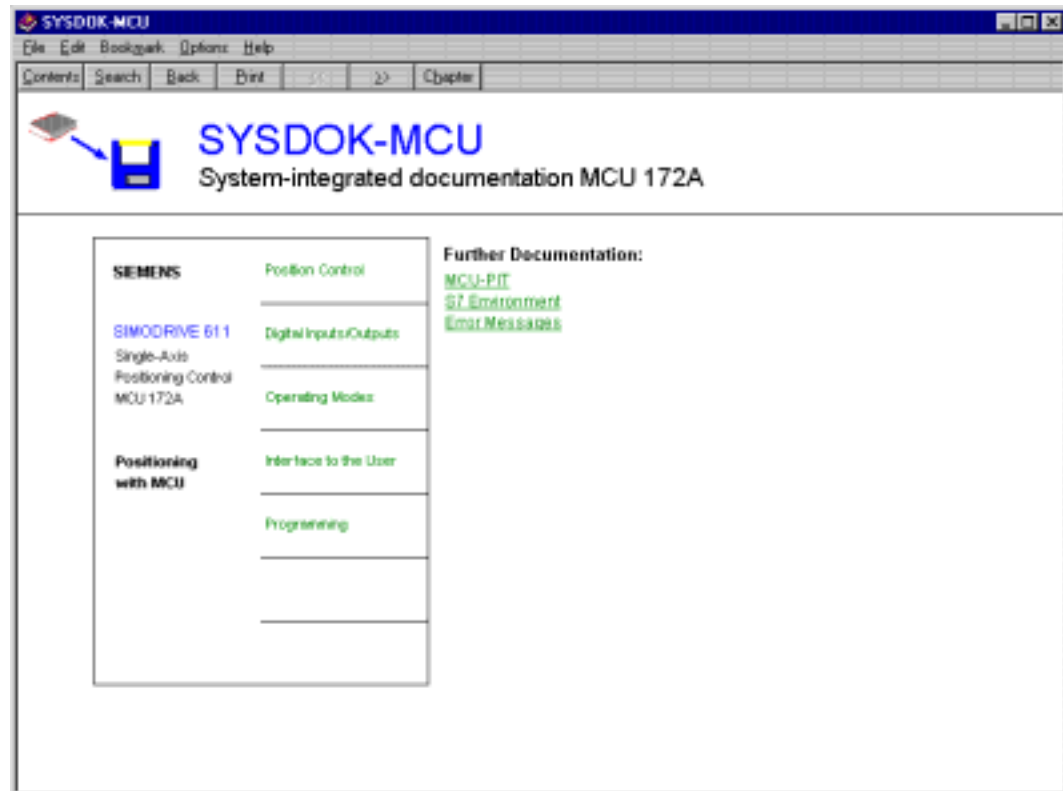 SYSDOK-MCU
File Edit Bookmark Options Help
Contents Search Back Print << >> Chapter
SYSDOK-MCU
System-integrated documentation MCU 172A
SIEMENS
SIMODRIVE 611
Single-Axis
Positioning Control
MCU 172A
Positioning
with MCU
Position Control
Digital Inputs/Outputs
Operating Modes
Interface to the User
Programming
Further Documentation:
MCU-PIT
S7 Environment
Error Messages